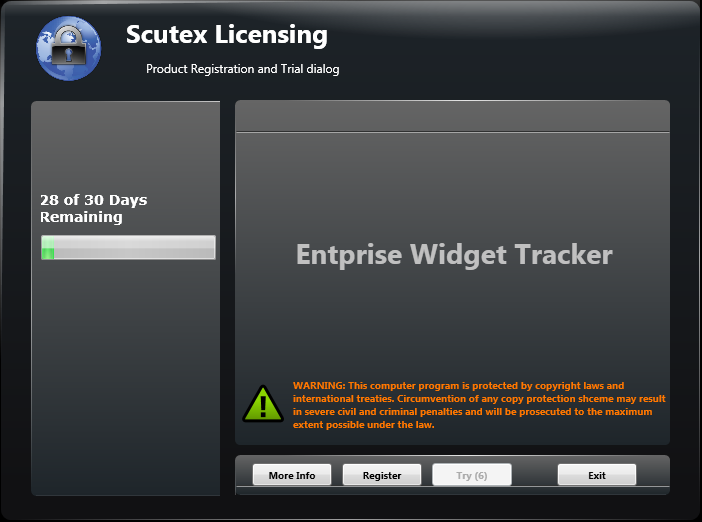 Scutex Licensing
Product Registration and Trial dialog
28 of 30 Days
Remaining
Entprise Widget Tracker
WARNING: This computer program is protected by copyright laws and
international treaties. Circumvention of any copy protection shceme may result
in severe civil and criminal penalties and will be prosecuted to the maximum
extent possible under the law.
More Info
Register
Try (6)
Exit